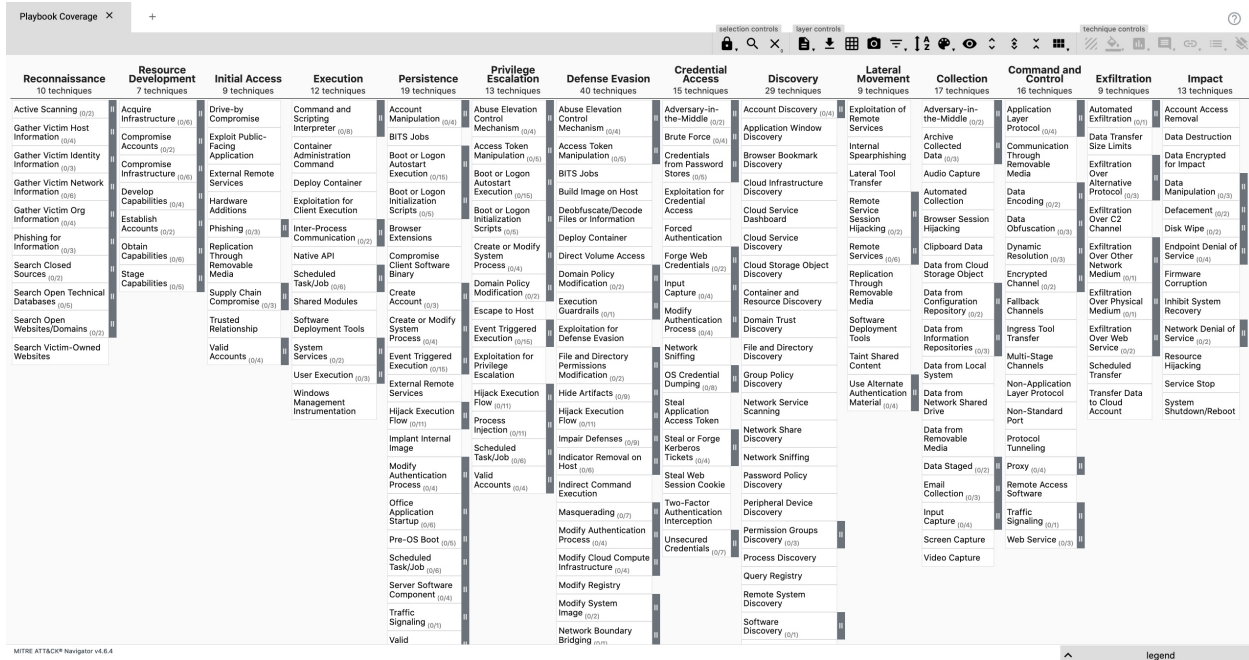 Playbook Coverage
selection controls
layer controls
technique controls
Reconnaissance
10 techniques
Active Scanning (0/2)
Gather Victim Host
Information (0/4)
Gather Victim Identity
Information (0/3)
Gather Victim Network
Information (0/6)
Gather Victim Org
Information (0/4)
Phishing for
Information (0/3)
Search Closed
Sources (0/2)
Search Open Technical
Databases (0/5)
Search Open
Websites/Domains (0/2)
Search Victim-Owned
Websites
Resource
Development
7 techniques
Acquire
Infrastructure (0/6)
Compromise
Accounts (0/2)
Compromise
Infrastructure (0/6)
Develop
Capabilities (0/4)
Establish
Accounts (0/2)
Obtain
Capabilities (0/6)
Stage
Capabilities (0/5)
Initial Access
9 techniques
Drive-by
Compromise
Exploit Public-
Facing
Application
External Remote
Services
Hardware
Additions
Phishing (0/3)
Replication
Through
Removable
Media
Supply Chain
Compromise (0/3)
Trusted
Relationship
Valid
Accounts (0/4)
Execution
12 techniques
Command and
Scripting
Interpreter (0/8)
Container
Administration
Command
Deploy Container
Exploitation for
Client Execution
Inter-Process
Communication (0/2)
Native API
Scheduled
Task/Job (0/6)
Shared Modules
Software
Deployment Tools
System
Services (0/2)
User Execution (0/3)
Windows
Management
Instrumentation
Persistence
19 techniques
Account
Manipulation (0/4)
BITS Jobs
Boot or Logon
Autostart
Execution (0/15)
Boot or Logon
Initialization
Scripts (0/5)
Browser
Extensions
Compromise
Client Software
Binary
Create
Account (0/3)
Create or Modify
System
Process (0/4)
Event Triggered
Execution (0/15)
External Remote
Services
Hijack Execution
Flow (0/11)
Implant Internal
Image
Modify
Authentication
Process (0/4)
Office
Application
Startup (0/6)
Pre-OS Boot (0/5)
Scheduled
Task/Job (0/6)
Server Software
Component (0/4)
Traffic
Signaling (0/1)
Valid
Privilege
Escalation
13 techniques
Abuse Elevation
Control
Mechanism (0/4)
Access Token
Manipulation (0/5)
Boot or Logon
Autostart
Execution (0/15)
Boot or Logon
Initialization
Scripts (0/5)
Create or Modify
System
Process (0/4)
Domain Policy
Modification (0/2)
Escape to Host
Event Triggered
Execution (0/15)
Exploitation for
Privilege
Escalation
Hijack Execution
Flow (0/11)
Process
Injection (0/11)
Scheduled
Task/Job (0/6)
Valid
Accounts (0/4)
Defense Evasion
40 techniques
Abuse Elevation
Control
Mechanism (0/4)
Access Token
Manipulation (0/5)
BITS Jobs
Build Image on Host
Deobfuscate/Decode
Files or Information
Deploy Container
Direct Volume Access
Domain Policy
Modification (0/2)
Execution
Guardrails (0/1)
Exploitation for
Defense Evasion
File and Directory
Permissions
Modification (0/2)
Hide Artifacts (0/9)
Hijack Execution
Flow (0/11)
Impair Defenses (0/9)
Indicator Removal on
Host (0/6)
Indirect Command
Execution
Masquerading (0/7)
Modify Authentication
Process (0/4)
Modify Cloud Compute
Infrastructure (0/4)
Modify Registry
Modify System
Image (0/2)
Network Boundary
Bridging (0/1)
Credential
Access
15 techniques
Adversary-in-
the-Middle (0/2)
Brute Force (0/4)
Credentials
from Password
Stores (0/5)
Exploitation for
Credential
Access
Forced
Authentication
Forge Web
Credentials (0/2)
Input
Capture (0/4)
Modify
Authentication
Process (0/4)
Network
Sniffing
OS Credential
Dumping (0/8)
Steal
Application
Access Token
Steal or Forge
Kerberos
Tickets (0/4)
Steal Web
Session Cookie
Two-Factor
Authentication
Interception
Unsecured
Credentials (0/7)
Discovery
29 techniques
Account Discovery (0/4)
Application Window
Discovery
Browser Bookmark
Discovery
Cloud Infrastructure
Discovery
Cloud Service
Dashboard
Cloud Service
Discovery
Cloud Storage Object
Discovery
Container and
Resource Discovery
Domain Trust
Discovery
File and Directory
Discovery
Group Policy
Discovery
Network Service
Scanning
Network Share
Discovery
Network Sniffing
Password Policy
Discovery
Peripheral Device
Discovery
Permission Groups
Discovery (0/3)
Process Discovery
Query Registry
Remote System
Discovery
Software
Discovery (0/1)
Lateral
Movement
9 techniques
Exploitation of
Remote
Services
Internal
Spearphishing
Lateral Tool
Transfer
Remote
Service
Session
Hijacking (0/2)
Remote
Services (0/6)
Replication
Through
Removable
Media
Software
Deployment
Tools
Taint Shared
Content
Use Alternate
Authentication
Material (0/4)
Collection
17 techniques
Adversary-in-
the-Middle (0/2)
Archive
Collected
Data (0/3)
Audio Capture
Automated
Collection
Browser Session
Hijacking
Clipboard Data
Data from Cloud
Storage Object
Data from
Configuration
Repository (0/2)
Data from
Information
Repositories (0/3)
Data from Local
System
Data from
Network Shared
Drive
Data from
Removable
Media
Data Staged (0/2)
Email
Collection (0/3)
Input
Capture (0/4)
Screen Capture
Video Capture
Command and
Control
16 techniques
Application
Layer
Protocol (0/4)
Communication
Through
Removable
Media
Data
Encoding (0/2)
Data
Obfuscation (0/3)
Dynamic
Resolution (0/3)
Encrypted
Channel (0/2)
Fallback
Channels
Ingress Tool
Transfer
Multi-Stage
Channels
Non-Application
Layer Protocol
Non-Standard
Port
Protocol
Tunneling
Proxy (0/4)
Remote Access
Software
Traffic
Signaling (0/1)
Web Service (0/3)
Exfiltration
9 techniques
Automated
Exfiltration (0/1)
Data Transfer
Size Limits
Exfiltration
Over
Alternative
Protocol (0/3)
Exfiltration
Over C2
Channel
Exfiltration
Over Other
Network
Medium (0/1)
Exfiltration
Over Physical
Medium (0/1)
Exfiltration
Over Web
Service (0/2)
Scheduled
Transfer
Transfer Data
to Cloud
Account
Impact
13 techniques
Account Access
Removal
Data Destruction
Data Encrypted
for Impact
Data
Manipulation (0/3)
Defacement (0/2)
Disk Wipe (0/2)
Endpoint Denial of
Service (0/4)
Firmware
Corruption
Inhibit System
Recovery
Network Denial of
Service (0/2)
Resource
Hijacking
Service Stop
System
Shutdown/Reboot
MITRE ATT&CK® Navigator v4.6.4
legend